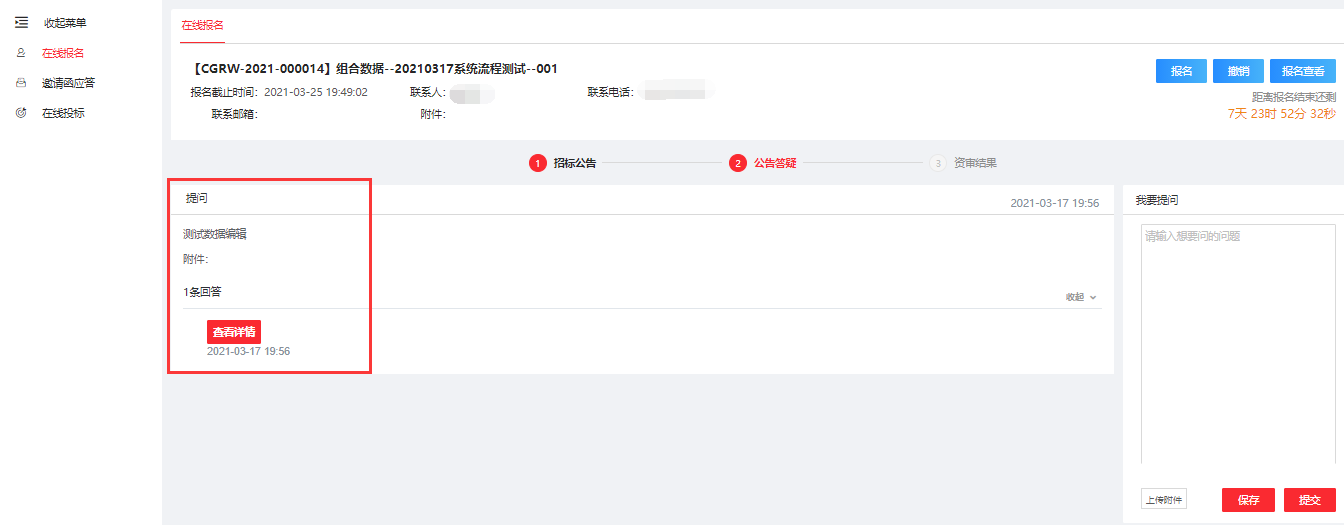 收起菜单
在线报名
邀请函应答
在线投标
在线报名
【CGRW-2021-000014】组合数据--20210317系统流程测试--001
报名 撤销 报名查看
报名截止时间： 2021-03-25 19:49:02 联系人： 联系电话：
距离报名结束还剩
联系邮箱： 附件：
7天 23时 52分 32秒
1 招标公告 2 公告答疑 3 资审结果
提问 2021-03-17 19:56
测试数据编辑
附件：
1条回答 收起
查看详情
2021-03-17 19:56
我要提问
请输入想要问的问题
上传附件 保存 提交